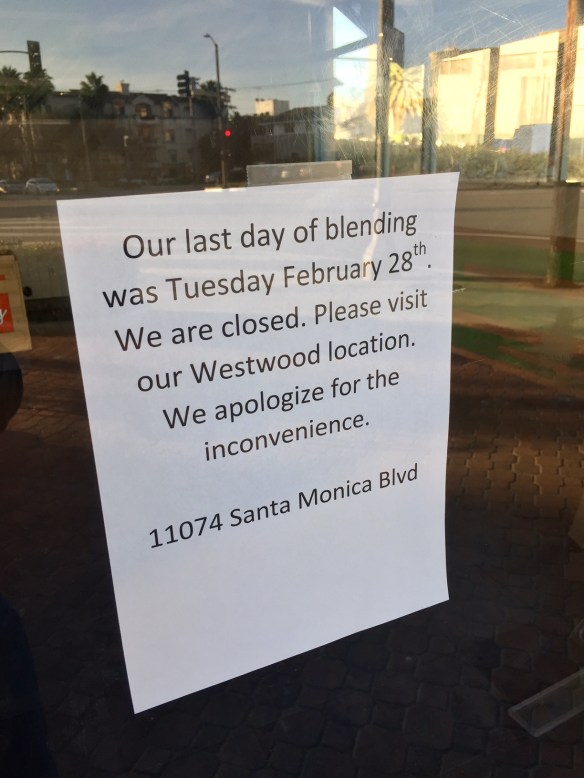 Our last day of blending
was Tuesday February 28th.
We are closed. Please visit
our Westwood location.
We apologize for the
inconvenience.
11074 Santa Monica Blvd